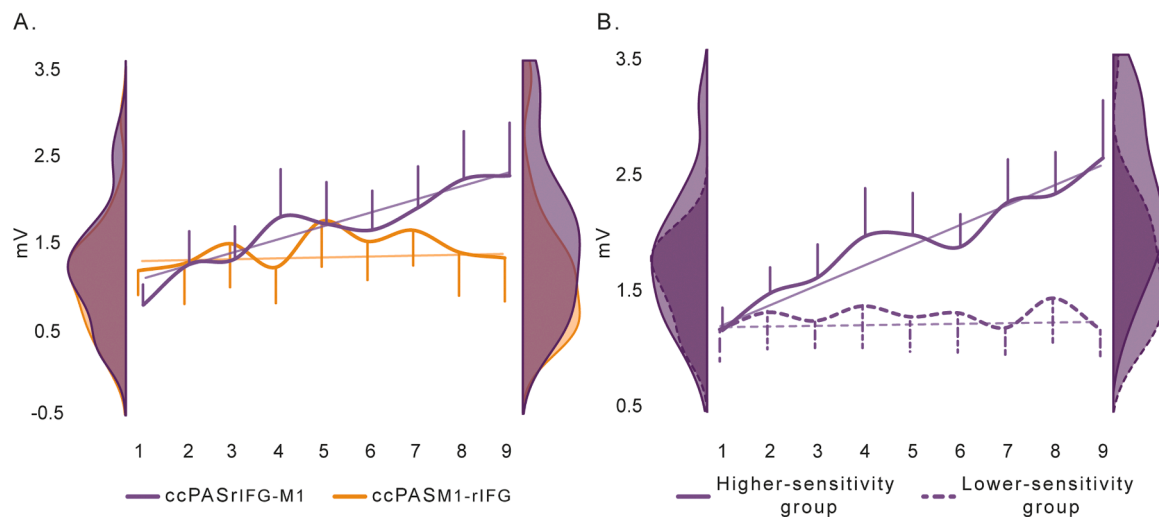 A.
3.5
2.5
mV
1.5
0.5
-0.5
1 2 3 4 5 6 7 8 9
ccPASrIFG-M1 ccPASM1-rIFG
B.
3.5
2.5
mV
1.5
0.5
1 2 3 4 5 6 7 8 9
Higher-sensitivity group
Lower-sensitivity group